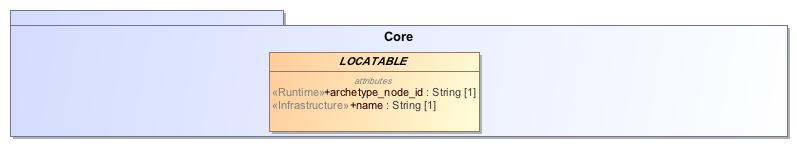 Core
LOCATABLE
attributes
«Runtime»+archetype_node_id : String [1]
«Infrastructure» +name : String [1]